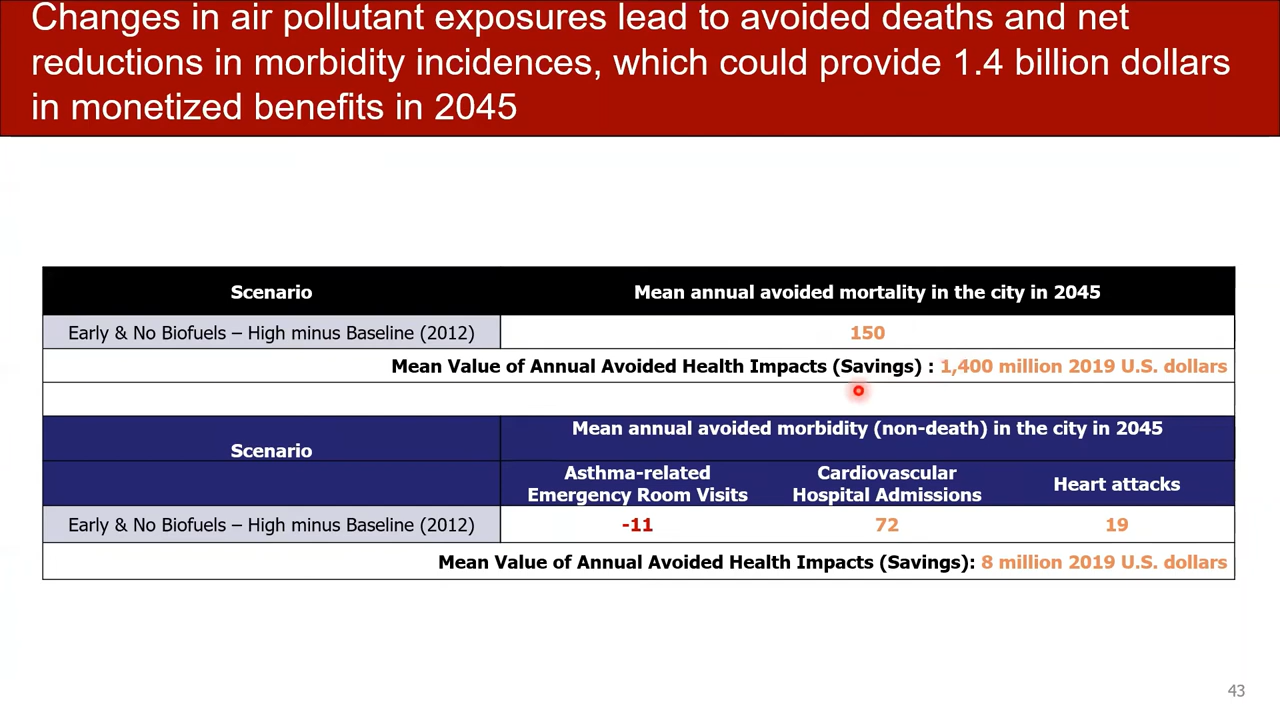 Changes in air pollutant exposures lead to avoided deaths and net
reductions in morbidity incidences, which could provide 1.4 billion dollars
in monetized benefits in 2045
Scenario
Mean annual avoided mortality in the city in 2045
Early & No Biofuels – High minus Baseline (2012)
150
Mean Value of Annual Avoided Health Impacts (Savings) : 1,400 million 2019 U.S. dollars
Scenario
Mean annual avoided morbidity (non-death) in the city in 2045
Asthma-related
Emergency Room Visits
Cardiovascular
Hospital Admissions
Heart attacks
Early & No Biofuels – High minus Baseline (2012)
-11
72
19
Mean Value of Annual Avoided Health Impacts (Savings): 8 million 2019 U.S. dollars
43